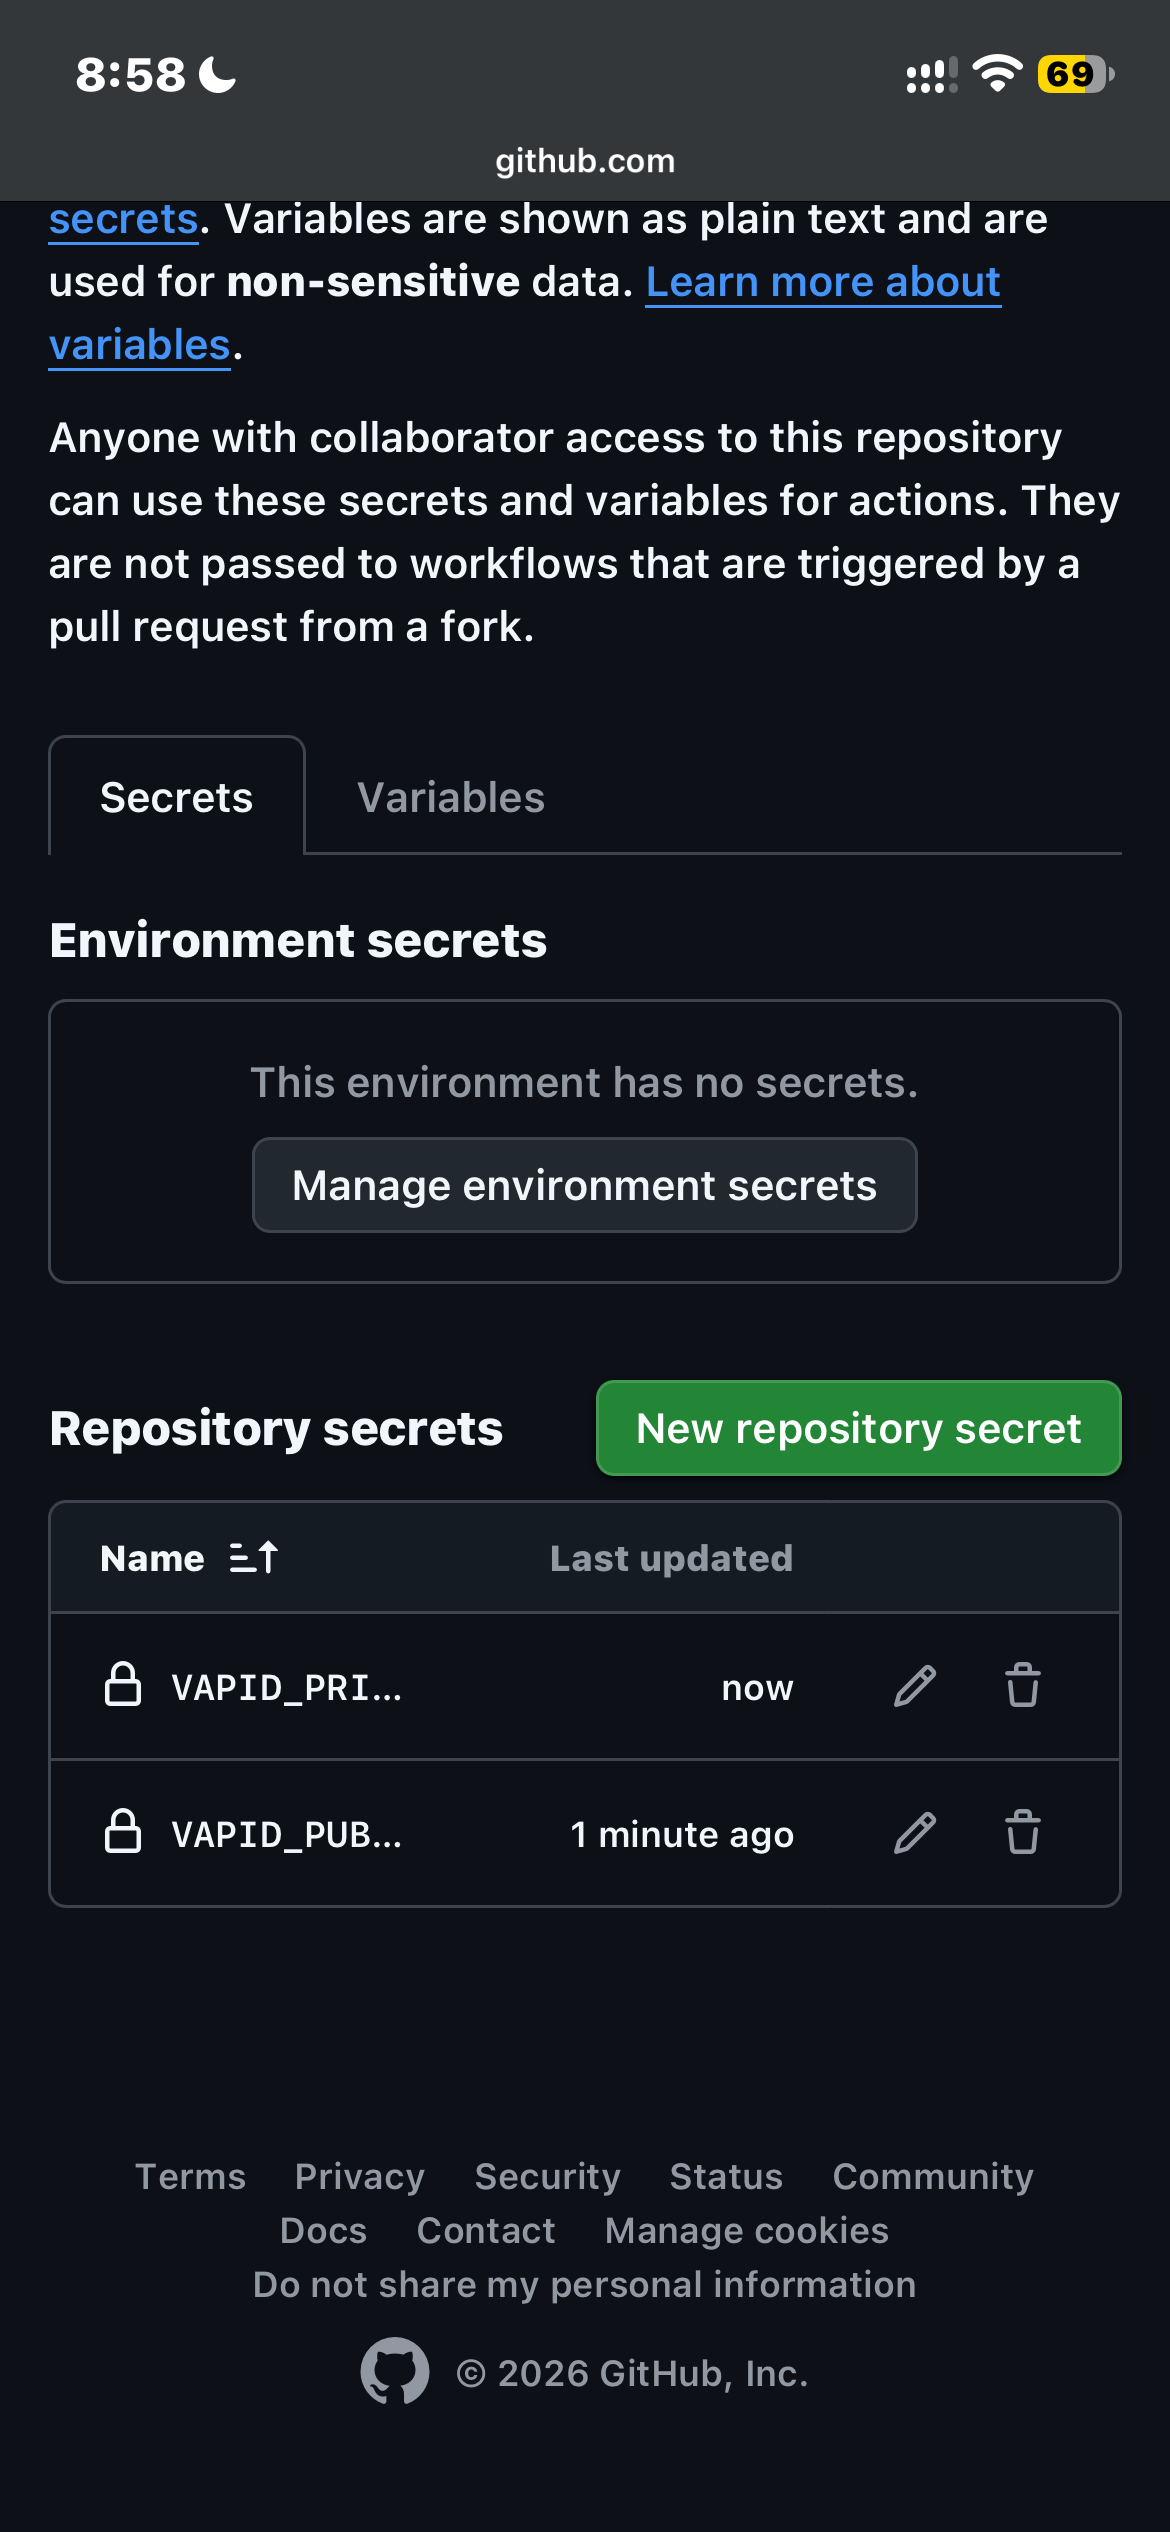 8:58
69
github.com
secrets. Variables are shown as plain text and are
used for non-sensitive data. Learn more about
variables.
Anyone with collaborator access to this repository
can use these secrets and variables for actions. They
are not passed to workflows that are triggered by a
pull request from a fork.
Secrets Variables
Environment secrets
This environment has no secrets.
Manage environment secrets
Repository secrets New repository secret
Name Last updated
VAPID_PRI... now
VAPID_PUB... 1 minute ago
Terms Privacy Security Status Community
Docs Contact Manage cookies
Do not share my personal information
© 2026 GitHub, Inc.